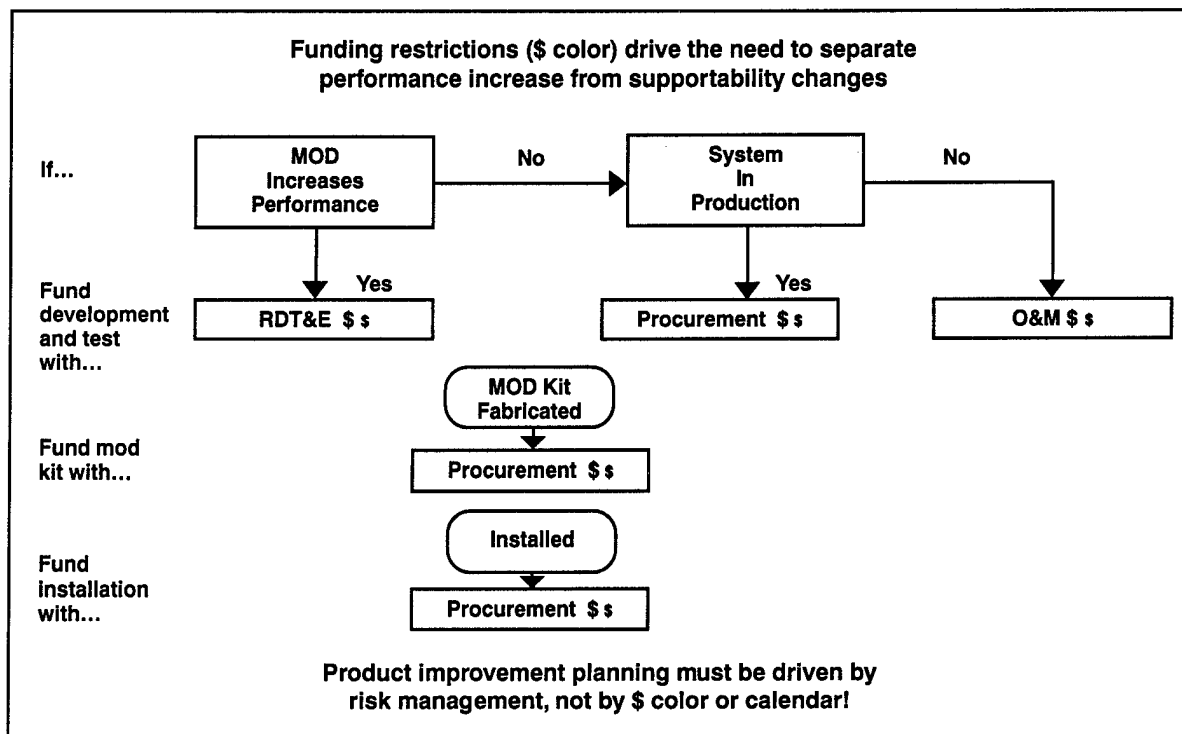 Funding restrictions ($ color) drive the need to separate
performance increase from supportability changes
If...
MOD
Increases
Performance
No
System
In
Production
No
Fund
development
and test
with...
Yes
RDT&E $ $
Yes
Procurement $ $
O&M $ $
MOD Kit
Fabricated
Fund mod
kit with...
Procurement $ $
Installed
Fund
installation
with...
Procurement $ $
Product improvement planning must be driven by
risk management, not by $ color or calendar!